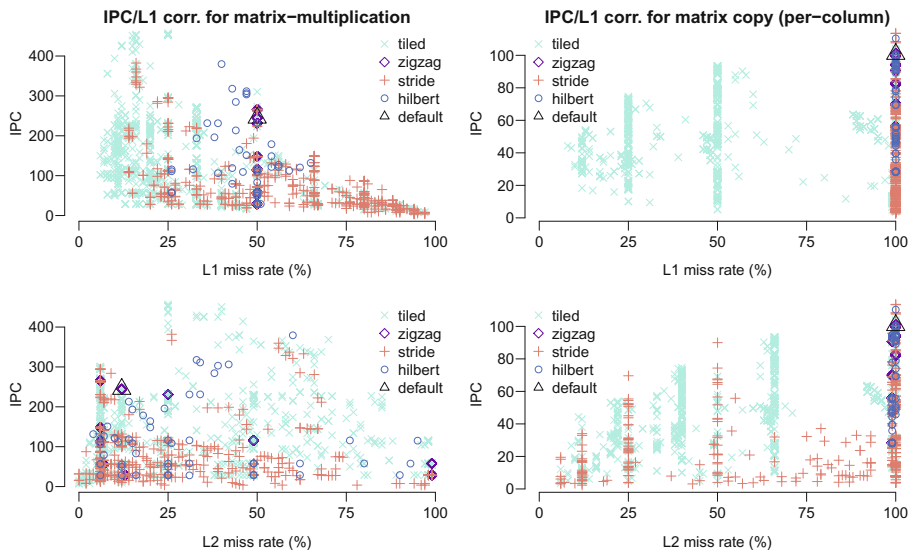 IPC/L1 corr. for matrix−multiplication
IPC
400
300
200
100
0
tiled
zigzag
stride
hilbert
default
0 25 50 75 100
L1 miss rate (%)
IPC/L1 corr. for matrix copy (per−column)
IPC
100
80
60
40
20
0
tiled
zigzag
stride
hilbert
default
0 25 50 75 100
L1 miss rate (%)
IPC
400
300
200
100
0
tiled
zigzag
stride
hilbert
default
0 25 50 75 100
L2 miss rate (%)
IPC
100
80
60
40
20
0
tiled
zigzag
stride
hilbert
default
0 25 50 75 100
L2 miss rate (%)